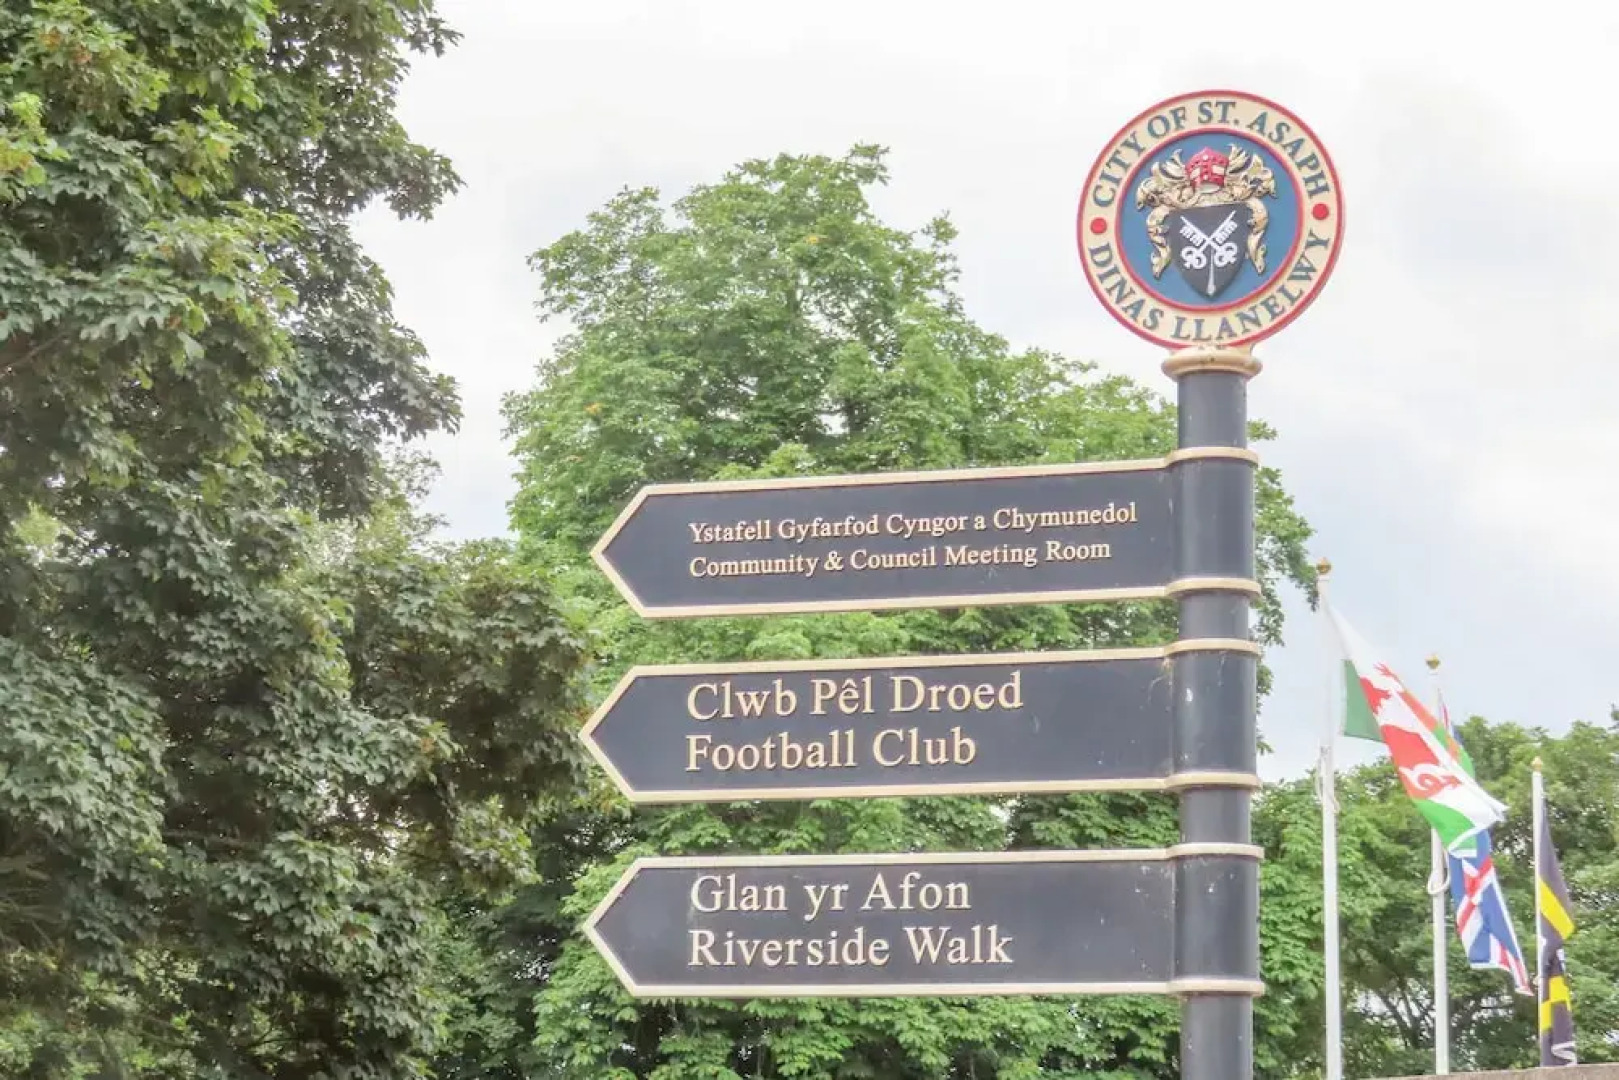 CITY OF ST. ASAPH
DINAS LLANELWY
Ystafell Gyfarfod Cyngor a Chymunedol
Community & Council Meeting Room
Clwb Pêl Droed
Football Club
Glan yr Afon
Riverside Walk